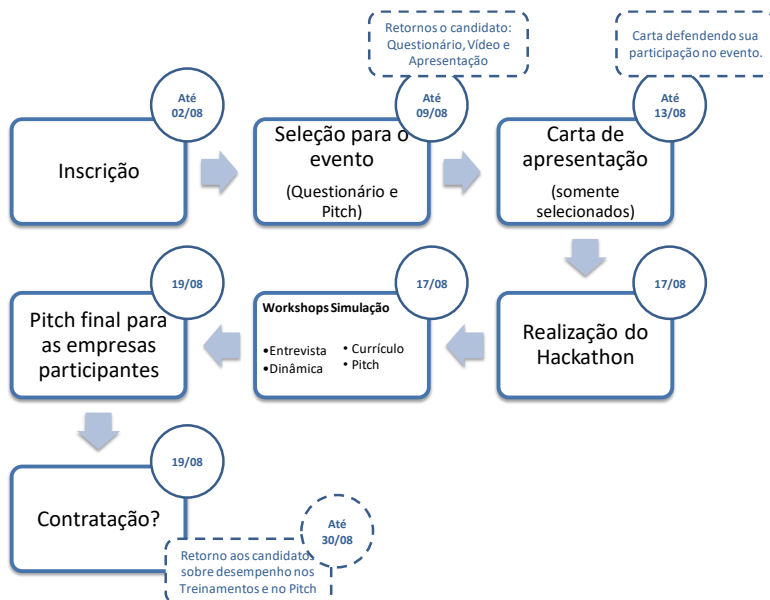 Retornos o candidato:
Questionário, Vídeo e
Apresentação
Carta defendendo sua
participação no evento.
Até
02/08
Até
09/08
Até
13/08
Inscrição
Seleção para o
evento
(Questionário e
Pitch)
Carta de
apresentação
(somente
selecionados)
19/08
17/08
17/08
Pitch final para
as empresas
participantes
Workshops Simulação
•Entrevista
•Dinâmica
• Currículo
• Pitch
Realização do
Hackathon
19/08
Contratação?
Até
30/08
Retorno aos candidatos
sobre desempenho nos
Treinamentos e no Pitch